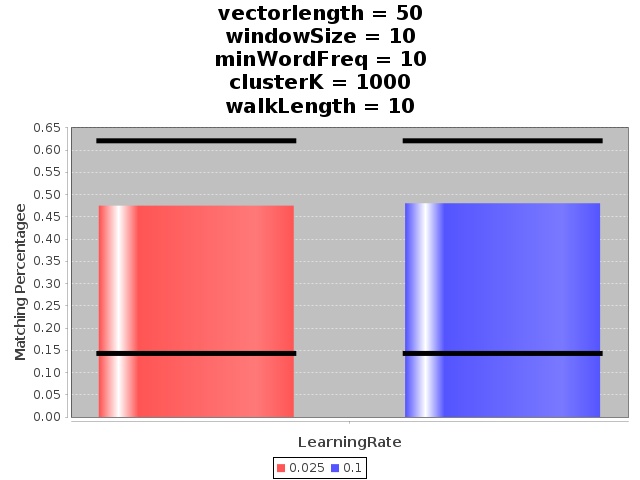 vectorlength = 50
windowSize = 10
minWordFreq = 10
clusterK = 1000
walkLength = 10
0.65
0.60
0.55
0.50
0.45
0.40
0.35
0.30
0.25
0.20
0.15
0.10
0.05
0.00
Matching Percentagee
LearningRate
0.025 0.1